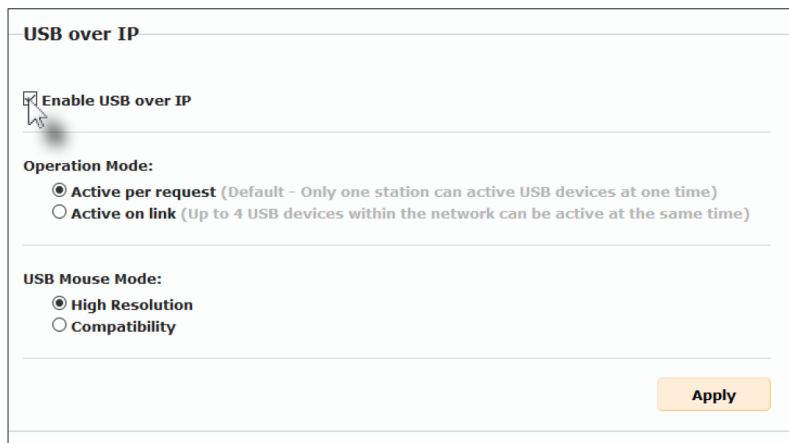 USB over IP
Enable USB over IP
Operation Mode:
Active per request (Default - Only one station can active USB devices at one time)
Active on link (Up to 4 USB devices within the network can be active at the same time)
USB Mouse Mode:
High Resolution
Compatibility
Apply